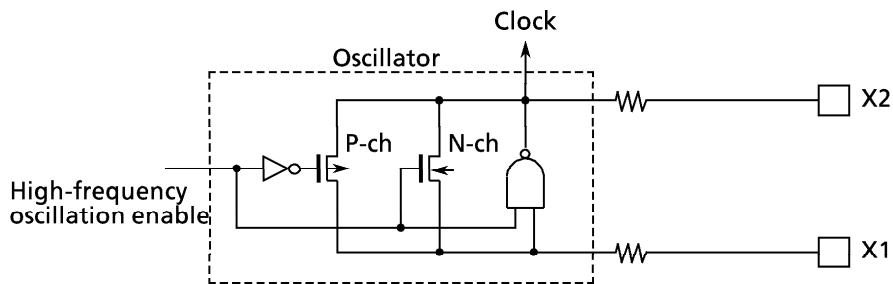 Clock
Oscillator
X2
P-ch
N-ch
High-frequency
oscillation enable
X1